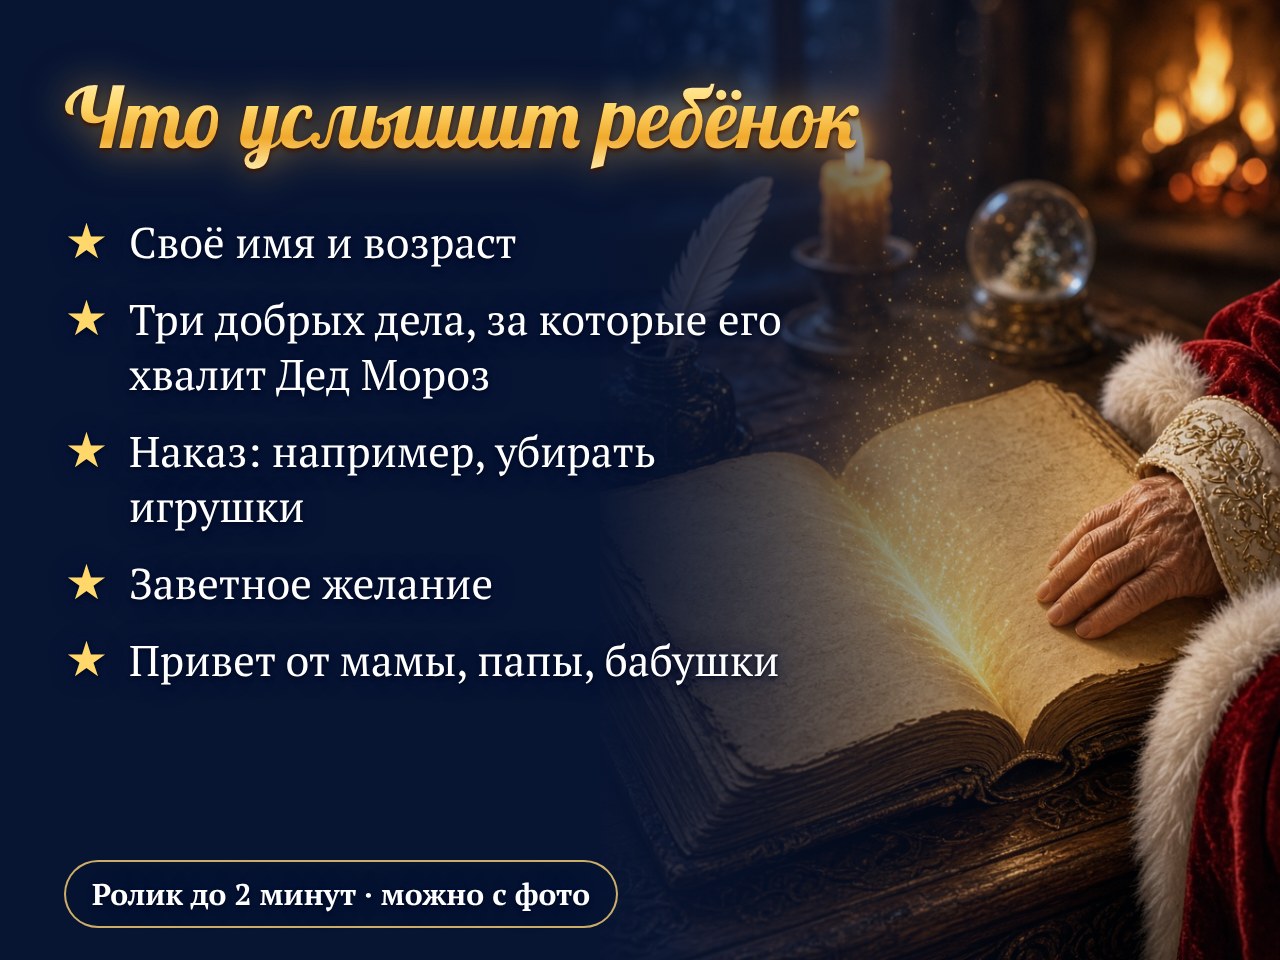 Что услышит ребёнок
★ Своё имя и возраст
★ Три добрых дела, за которые его
хвалит Дед Мороз
★ Наказ: например, убирать
игрушки
★ Заветное желание
★ Привет от мамы, папы, бабушки
Ролик до 2 минут · можно с фото